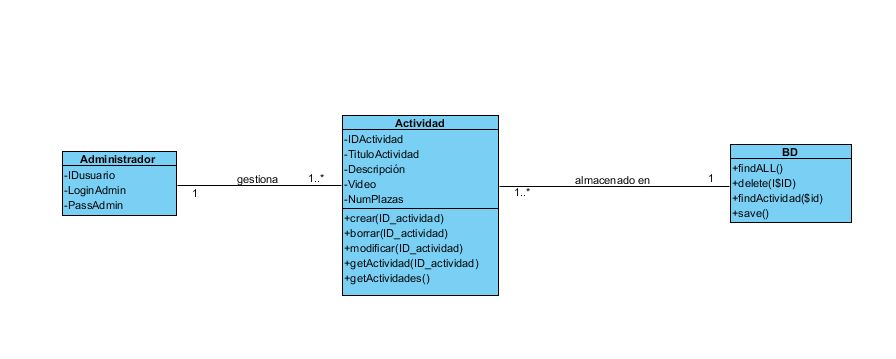 Administrador
-IDusuario
-LoginAdmin
-PassAdmin
gestiona
1
1..*
Actividad
-IDActividad
-TituloActividad
-Descripción
-Video
-NumPlazas
+crear(ID_actividad)
+borrar(ID_actividad)
+modificar(ID_actividad)
+getActividad(ID_actividad)
+getActividades()
almacenado en
1..*
1
BD
+findALL()
+delete(I$ID)
+findActividad($id)
+save()